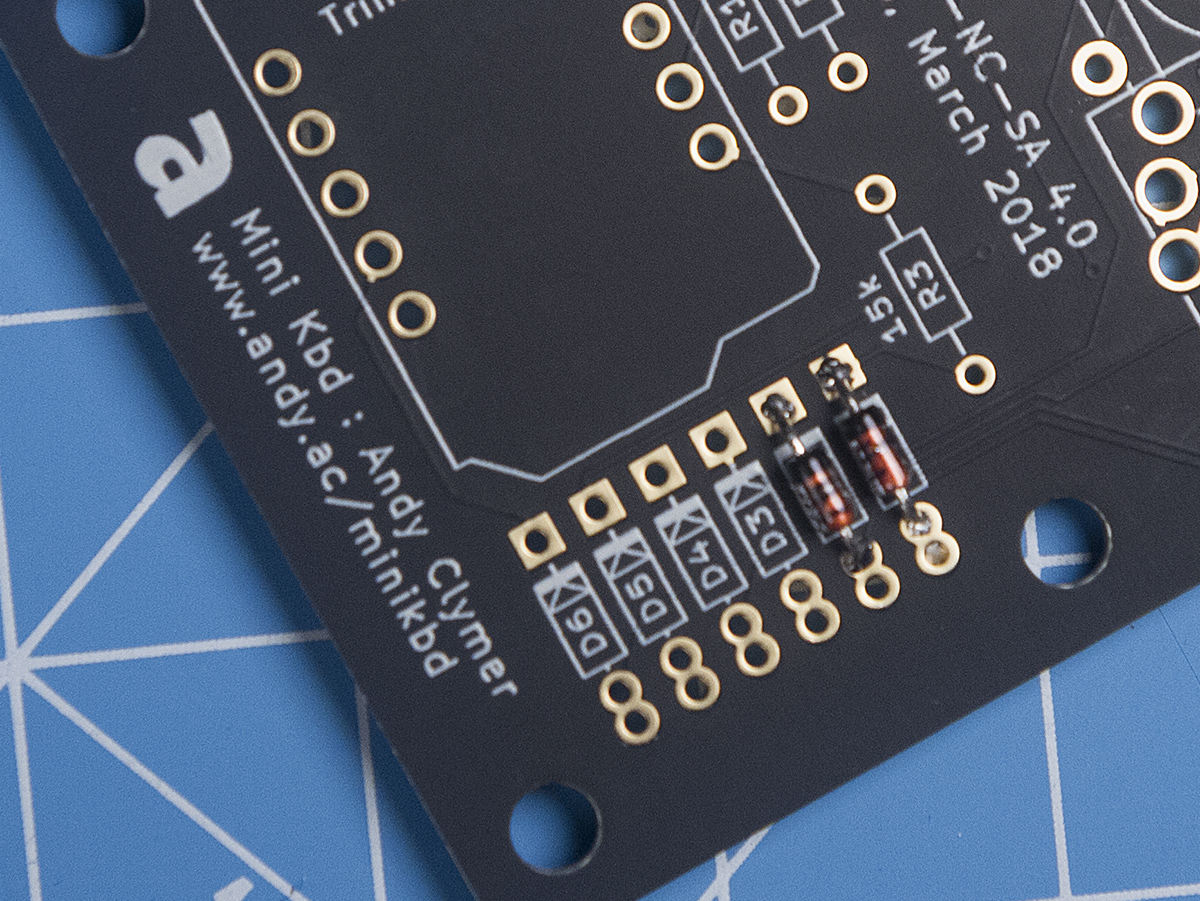 a
Mini Kbd : Andy Clymer
www.andy.ac/minikbd
-NC-SA 4.0
March 2018
R1
R3
15k
D3
D4
D5
D6